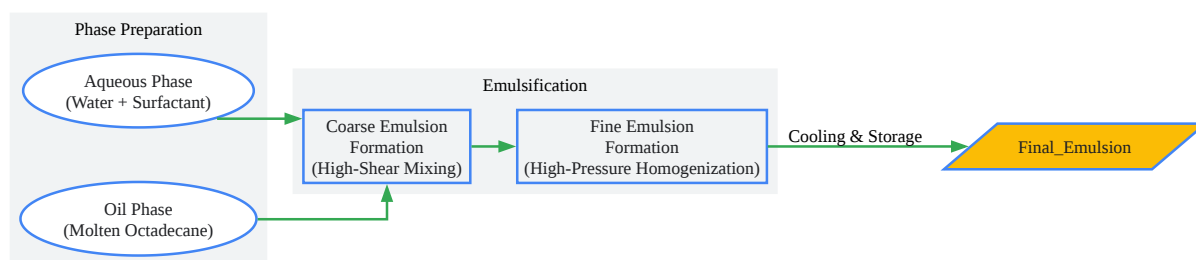 Phase Preparation
Aqueous Phase
(Water + Surfactant)
Oil Phase
(Molten Octadecane)
Emulsification
Coarse Emulsion
Formation
(High-Shear Mixing)
Fine Emulsion
Formation
(High-Pressure Homogenization)
Cooling & Storage
Final_Emulsion